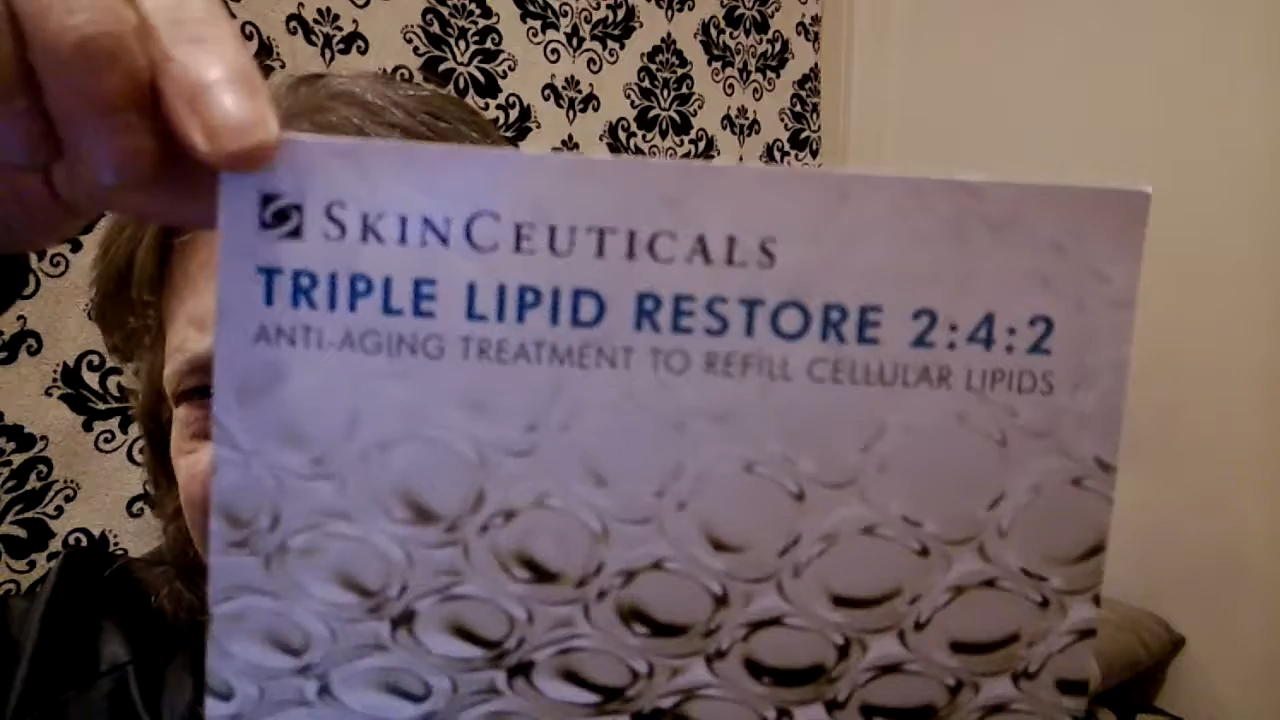 SKINCEUTICALS
TRIPLE LIPID RESTORE 2:4:2
ANTI-AGING TREATMENT TO REFILL CELLULAR LIPIDS